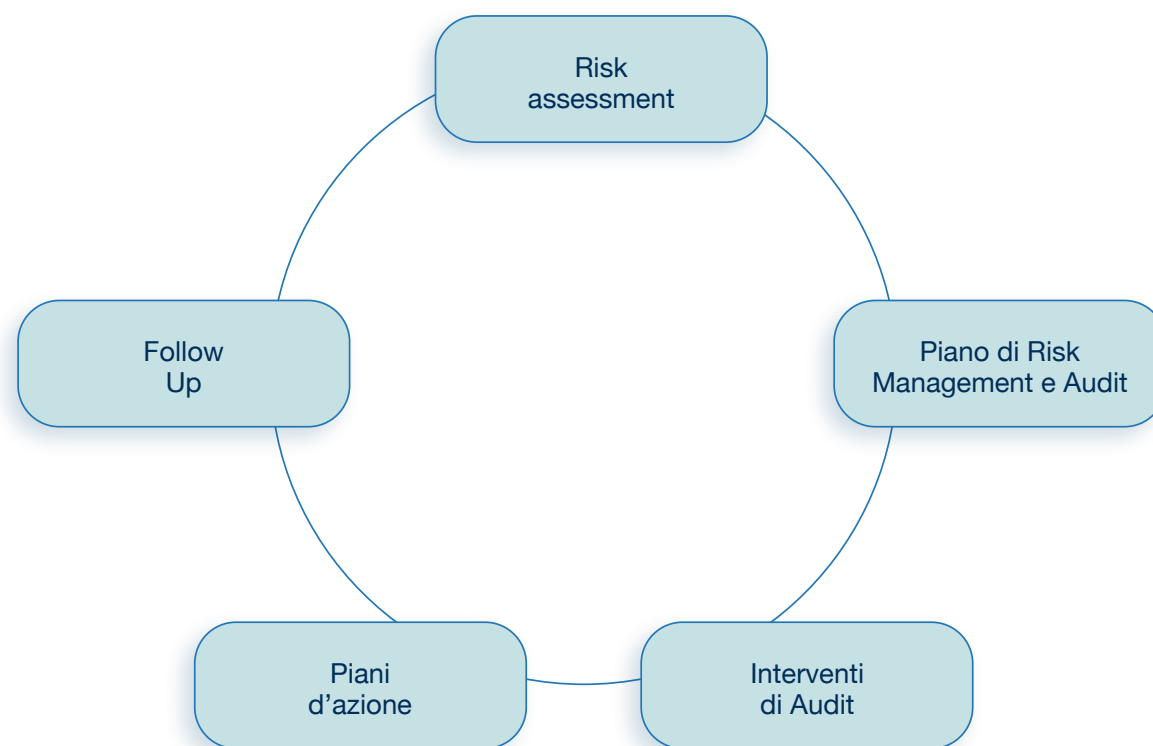 Risk
assessment
Follow
Up
Piano di Risk
Management e Audit
Piani
d’azione
Interventi
di Audit